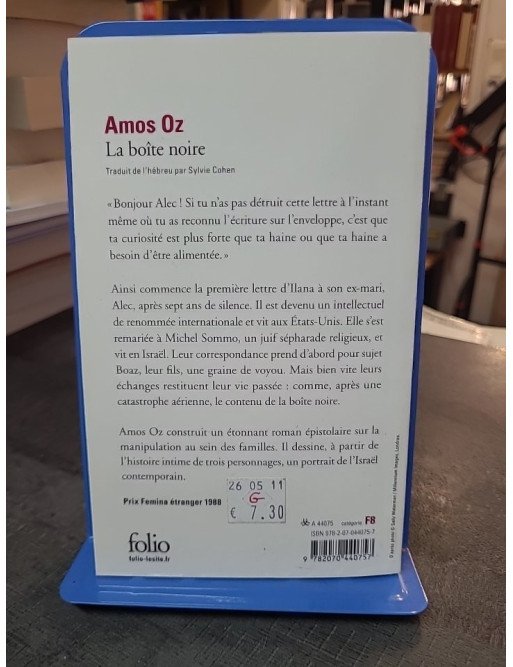 Amos Oz
La boîte noire
Traduit de l'hébreu par Sylvie Cohen
« Bonjour Alec ! Si tu n'as pas détruit cette lettre à l'instant
même où tu as reconnu l'écriture sur l'enveloppe, c'est que
ta curiosité est plus forte que ta haine ou que ta haine a
besoin d'être alimentée. »
Ainsi commence la première lettre d'Ilana à son ex-mari,
Alec, après sept ans de silence. Il est devenu un intellectuel
de renommée internationale et vit aux États-Unis. Elle s'est
remariée à Michel Sommo, un juif sépharade religieux, et
vit en Israël. Leur correspondance prend d'abord pour sujet
Boaz, leur fils, une graine de voyou. Mais bien vite leurs
échanges restituent leur vie passée : comme, après une
catastrophe aérienne, le contenu de la boîte noire.
Amos Oz construit un étonnant roman épistolaire sur la
manipulation au sein des familles. Il dessine, à partir de
l'histoire intime de trois personnages, un portrait de l'Israël
contemporain.
Prix Femina étranger 1988
26 05 11
G
€ 7.30
A 44075 catégorie F8
ISBN 978-2-07-044075-7
folio
folio-lesite.fr
9 782070 440757